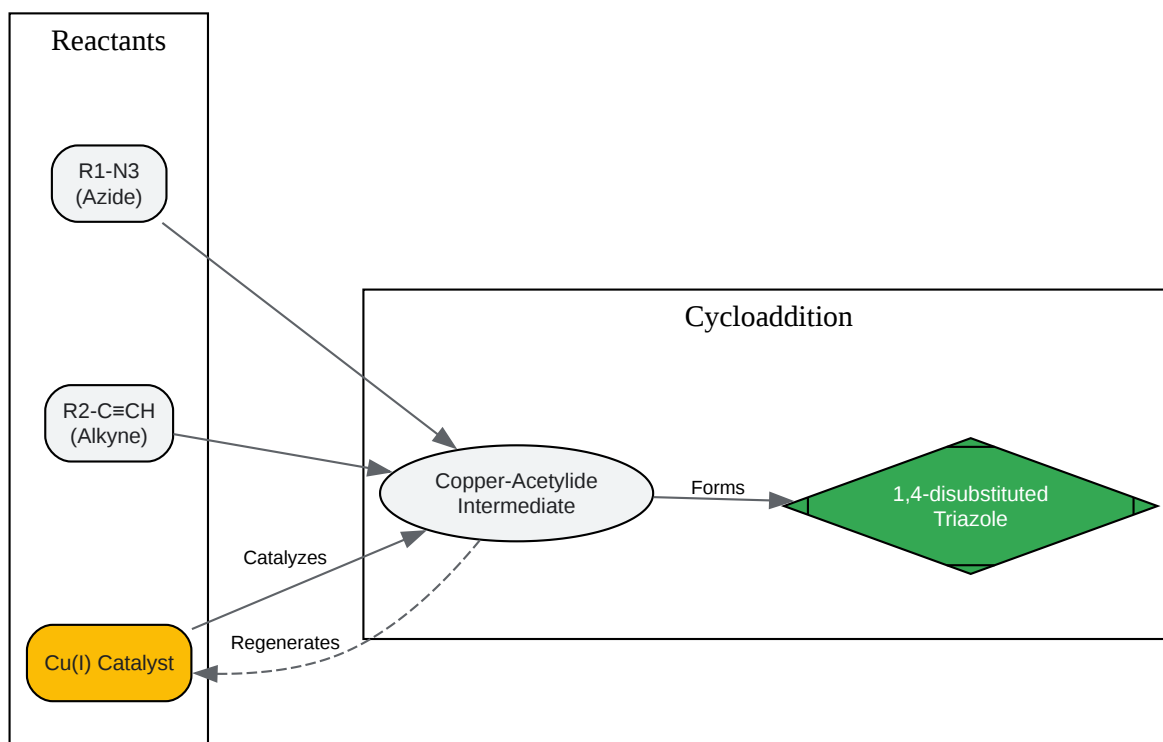 Reactants
R1-N3
(Azide)
R2-C≡CH
(Alkyne)
Cu(I) Catalyst
Catalyzes
Regenerates
Cycloaddition
Copper-Acetylide
Intermediate
Forms
1,4-disubstituted
Triazole